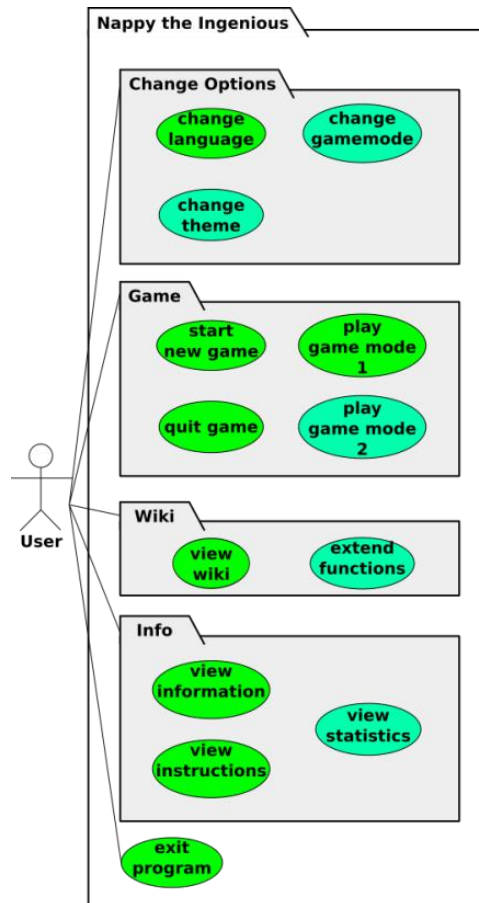 Nappy the Ingenious
Change Options
change
language
change
gamemode
change
theme
Game
start
new game
play
game mode
1
quit game
play
game mode
2
User
Wiki
view
wiki
extend
functions
Info
view
information
view
statistics
view
instructions
exit
program